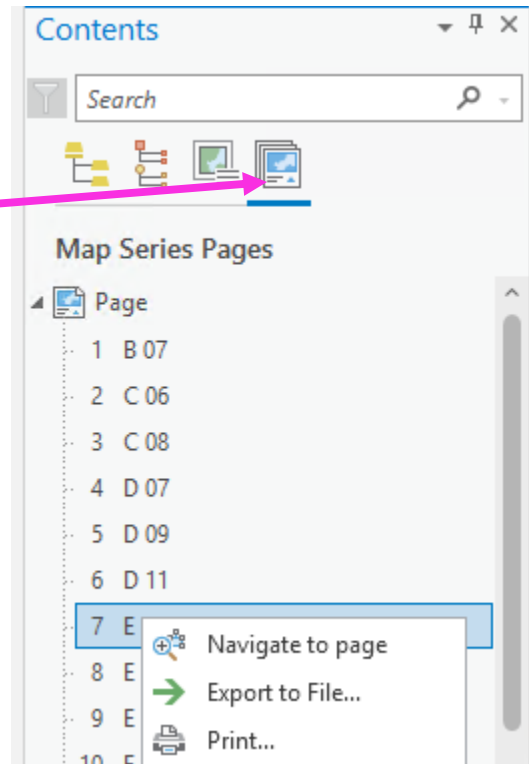 Contents
Search
Map Series Pages
Page
1 B 07
2 C 06
3 C 08
4 D 07
5 D 09
6 D 11
7 E
Navigate to page
8 E
Export to File...
9 E
Print...
10